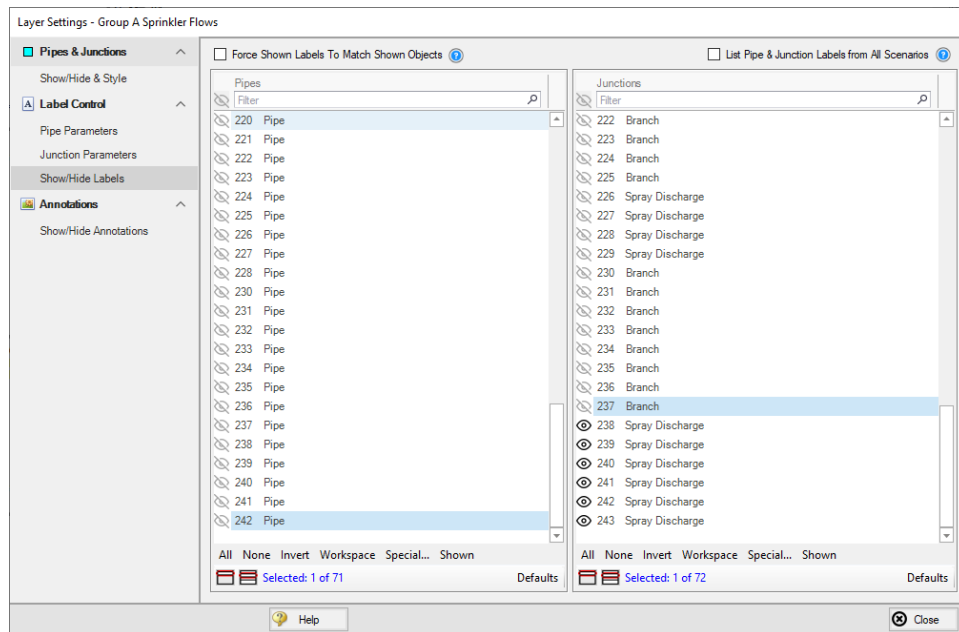 Layer Settings - Group A Sprinkler Flows
Pipes & Junctions
Show/Hide & Style
A Label Control
Pipe Parameters
Junction Parameters
Show/Hide Labels
Annotations
Show/Hide Annotations
Force Shown Labels To Match Shown Objects ?
List Pipe & Junction Labels from All Scenarios ?
Pipes
Filter
220 Pipe
221 Pipe
222 Pipe
223 Pipe
224 Pipe
225 Pipe
226 Pipe
227 Pipe
228 Pipe
230 Pipe
231 Pipe
232 Pipe
233 Pipe
234 Pipe
235 Pipe
236 Pipe
237 Pipe
238 Pipe
239 Pipe
240 Pipe
241 Pipe
242 Pipe
All None Invert Workspace Special... Shown
Selected: 1 of 71 Defaults
Junctions
Filter
222 Branch
223 Branch
224 Branch
225 Branch
226 Spray Discharge
227 Spray Discharge
228 Spray Discharge
229 Spray Discharge
230 Branch
231 Branch
232 Branch
233 Branch
234 Branch
235 Branch
236 Branch
237 Branch
238 Spray Discharge
239 Spray Discharge
240 Spray Discharge
241 Spray Discharge
242 Spray Discharge
243 Spray Discharge
All None Invert Workspace Special... Shown
Selected: 1 of 72 Defaults
? Help
Close